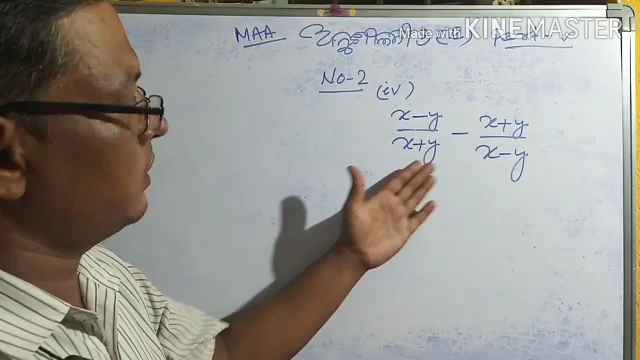 MAA
Made with KINEMASTER
No-2
(iv)
x-y/x+y - x+y/x-y